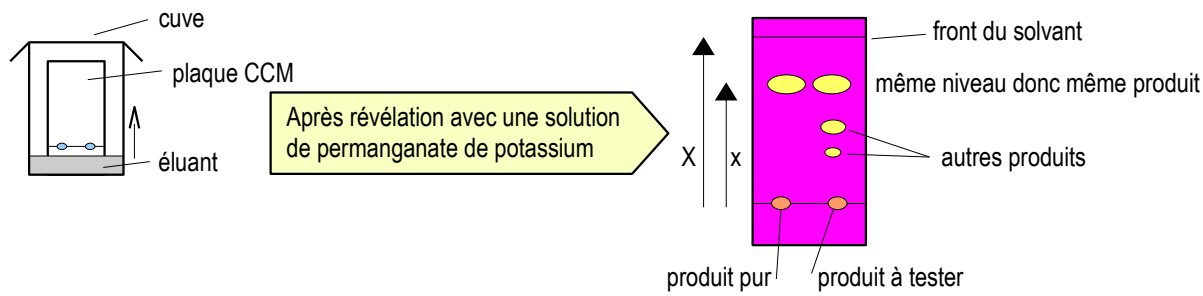 cuve
plaque CCM
éluant
Après révélation avec une solution
de permanganate de potassium
X
x
front du solvant
même niveau donc même produit
autres produits
produit pur
produit à tester